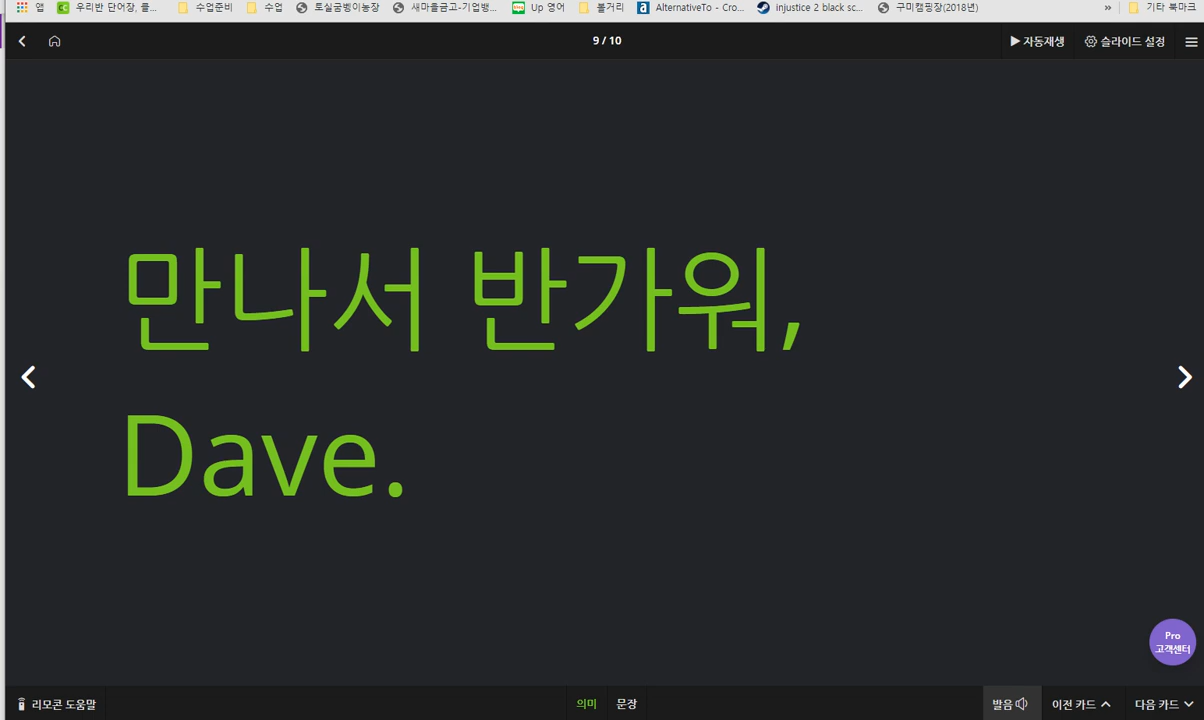 앱 우리반 단어장, 클... 수업준비 수업 토실굼벵이농장 새마을금고-기업뱅... Up 영어 볼거리 AlternativeTo - Cro... injustice 2 black sc... 구미캠핑장(2018년) » 기타 북마크
9 / 10 자동재생 슬라이드 설정
만나서 반가워,
Dave.
Pro
고객센터
리모콘 도움말 의미 문장 발음 이전 카드 다음 카드